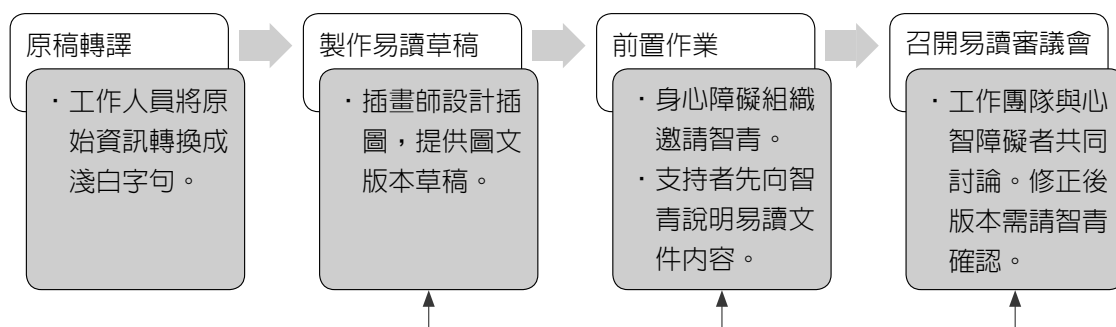 原稿轉譯
・工作人員將原
始資訊轉換成
淺白字句。
製作易讀草稿
・插畫師設計插
圖，提供圖文
版本草稿。
前置作業
・身心障礙組織
邀請智青。
・支持者先向智
青說明易讀文
件內容。
召開易讀審議會
・工作團隊與心
智障礙者共同
討論。修正後
版本需請智青
確認。